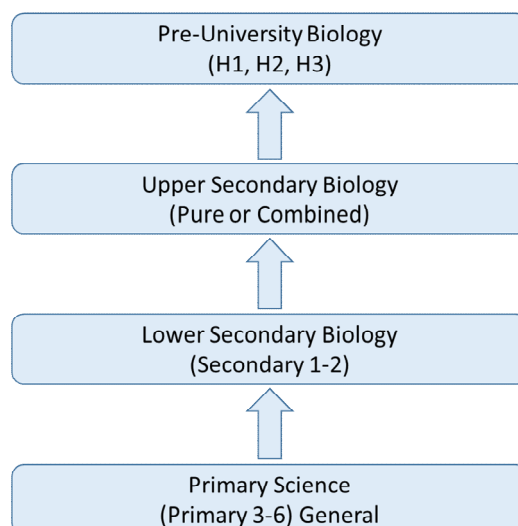 Pre-University Biology
(H1, H2, H3)
Upper Secondary Biology
(Pure or Combined)
Lower Secondary Biology
(Secondary 1-2)
Primary Science
(Primary 3-6) General